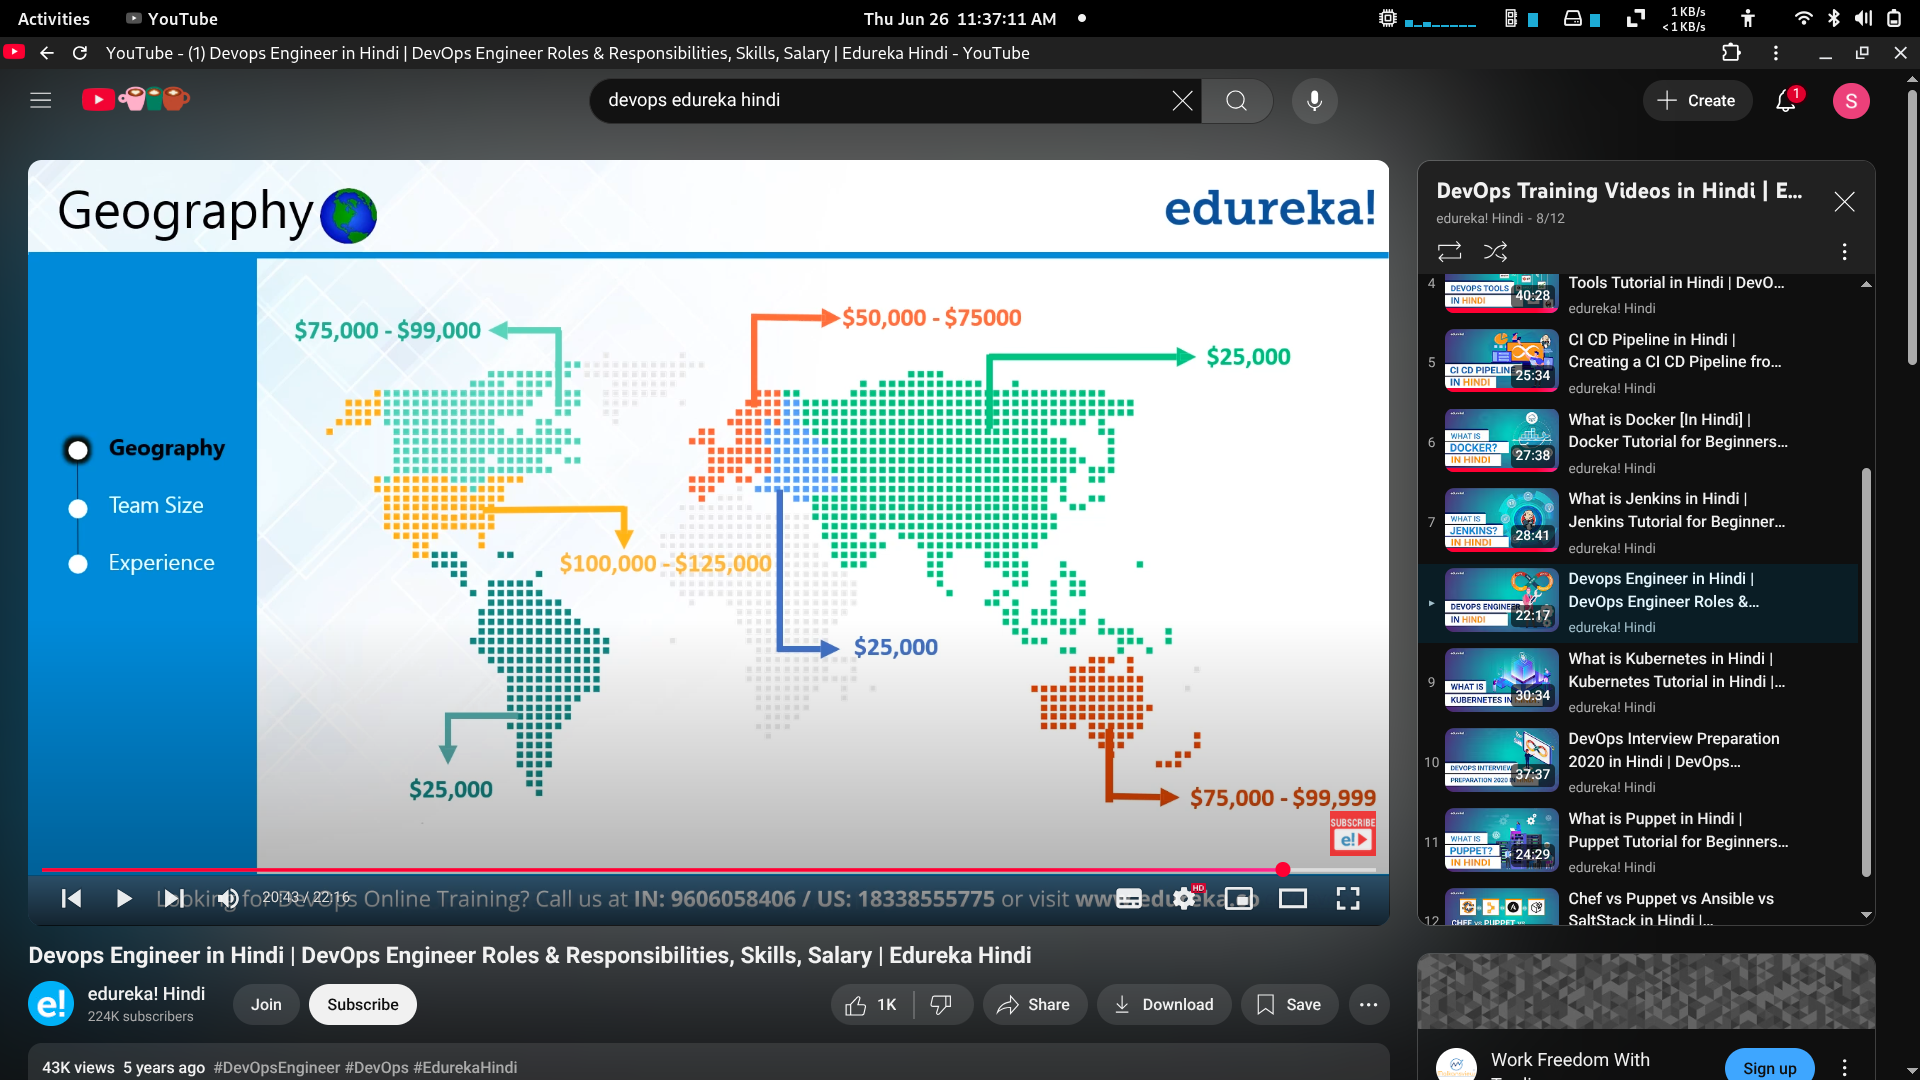 Activities
YouTube
Thu Jun 26 11:37:11 AM
1 KB/s
< 1 KB/s
YouTube - (1) Devops Engineer in Hindi | DevOps Engineer Roles & Responsibilities, Skills, Salary | Edureka Hindi - YouTube
devops edureka hindi
Create
1
S
Geography
edureka!
Geography
Team Size
Experience
$75,000 - $99,000
$50,000 - $75000
$25,000
$100,000 - $125,000
$25,000
$25,000
$75,000 - $99,999
SUBSCRIBE
e!
20:43 / 22:16
HD
Looking for DevOps Online Training? Call us at IN: 9606058406 / US: 18338555775 or visit www.edureka.co
Devops Engineer in Hindi | DevOps Engineer Roles & Responsibilities, Skills, Salary | Edureka Hindi
e!
edureka! Hindi
224K subscribers
Join
Subscribe
1K
Share
Download
Save
43K views 5 years ago #DevOpsEngineer #DevOps #EdurekaHindi
DevOps Training Videos in Hindi | E...
edureka! Hindi - 8/12
4
DEVOPS TOOLS
IN HINDI
40:28
Tools Tutorial in Hindi | DevO...
edureka! Hindi
5
CI CD PIPELINE
IN HINDI
25:34
CI CD Pipeline in Hindi |
Creating a CI CD Pipeline fro...
edureka! Hindi
6
WHAT IS
DOCKER?
IN HINDI
27:38
What is Docker [In Hindi] |
Docker Tutorial for Beginners...
edureka! Hindi
7
WHAT IS
JENKINS?
IN HINDI
28:41
What is Jenkins in Hindi |
Jenkins Tutorial for Beginner...
edureka! Hindi
DEVOPS ENGINEER
IN HINDI
22:17
Devops Engineer in Hindi |
DevOps Engineer Roles &...
edureka! Hindi
9
WHAT IS
KUBERNETES IN
30:34
What is Kubernetes in Hindi |
Kubernetes Tutorial in Hindi |...
edureka! Hindi
10
DEVOPS INTERVIEW
PREPARATION 2020
37:37
DevOps Interview Preparation
2020 in Hindi | DevOps...
edureka! Hindi
11
WHAT IS
PUPPET?
IN HINDI
24:29
What is Puppet in Hindi |
Puppet Tutorial for Beginners...
edureka! Hindi
12
Chef vs Puppet vs Ansible vs
SaltStack in Hindi |...
Work Freedom With
Sign up